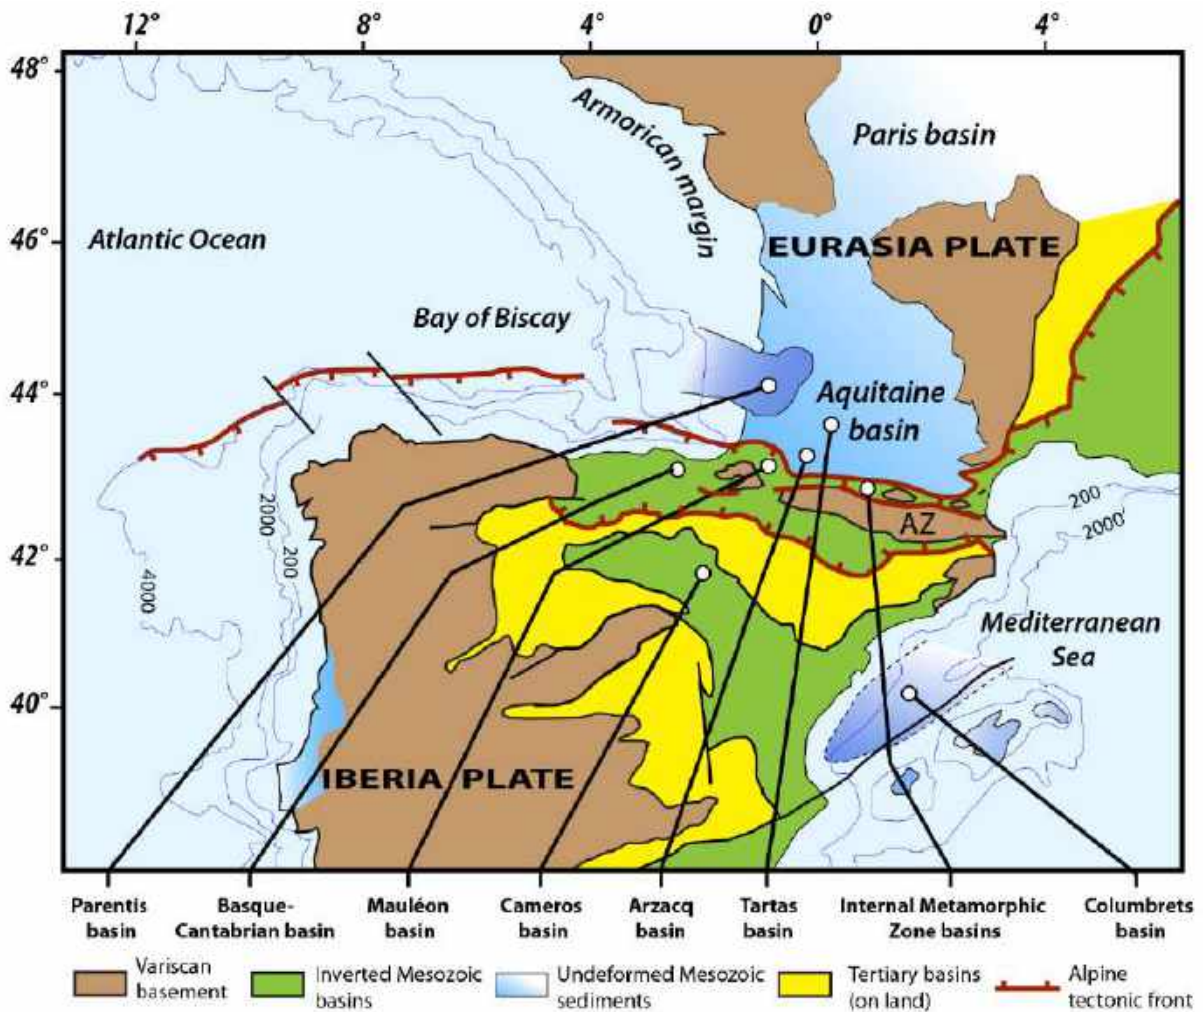 12° 8° 4° 0° 4°
48°
Armorican margin
Paris basin
46°
Atlantic Ocean
EURASIA PLATE
Bay of Biscay
44°
Aquitaine
basin
2000
200
4000
200
2000
AZ
42°
Mediterranean
Sea
40°
IBERIA PLATE
Parentis
basin
Basque-
Cantabrian basin
Mauléon
basin
Cameros
basin
Arzacq
basin
Tartas
basin
Internal Metamorphic
Zone basins
Columbrets
basin
Variscan
basement
Inverted Mesozoic
basins
Undeformed Mesozoic
sediments
Tertiary basins
(on land)
Alpine
tectonic front